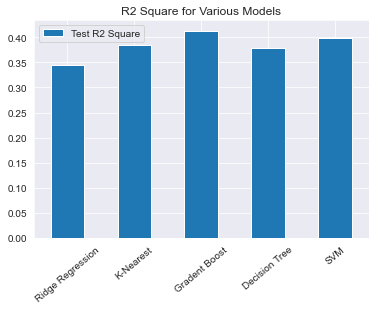 R2 Square for Various Models
Test R2 Square
0.40
0.35
0.30
0.25
0.20
0.15
0.10
0.05
0.00
Ridge Regression
K-Nearest
Gradent Boost
Decision Tree
SVM